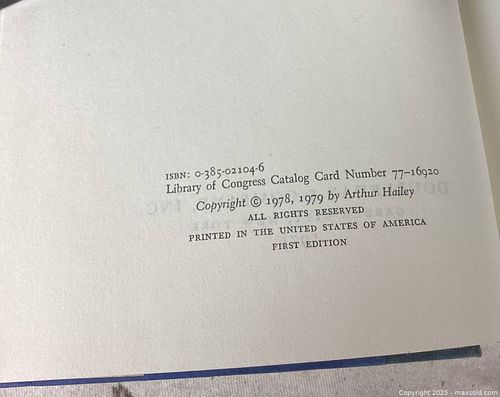 ISBN: 0-385-02104-6
Library of Congress Catalog Card Number 77-16920
Copyright © 1978, 1979 by Arthur Hailey
ALL RIGHTS RESERVED
PRINTED IN THE UNITED STATES OF AMERICA
FIRST EDITION
Copyright 2025 - maxsold.com